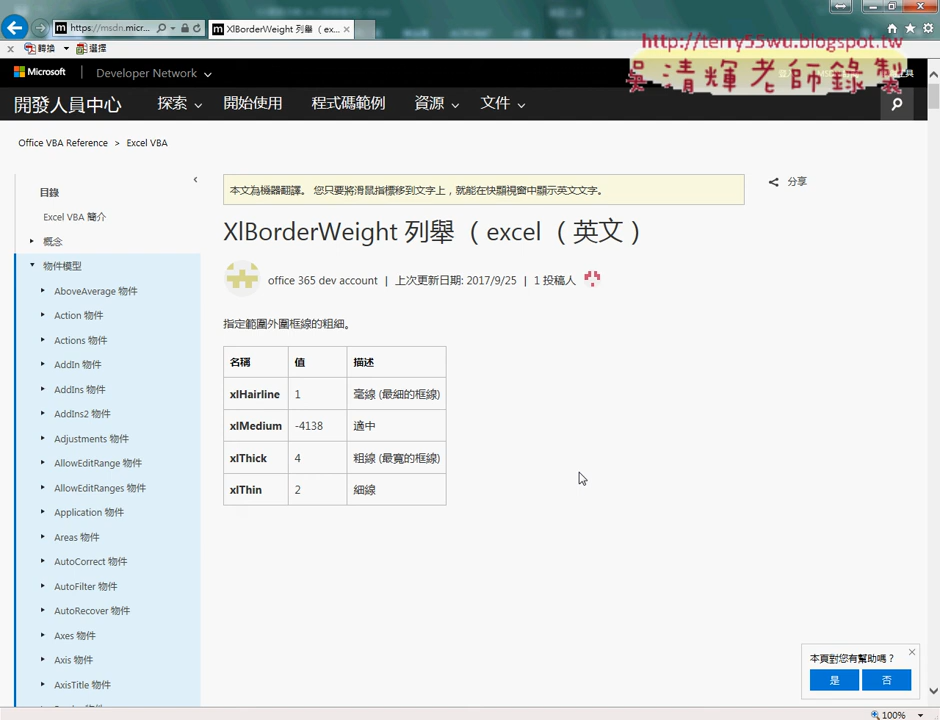 https://msdn.micr...
XlBorderWeight 列舉 （ex...
轉換
選擇
http://terry55wu.blogspot.tw
吳清輝老師錄製
Microsoft
Developer Network
開發人員中心
探索
開始使用
程式碼範例
資源
文件
Office VBA Reference > Excel VBA
目錄
Excel VBA 簡介
概念
物件模型
AboveAverage 物件
Action 物件
Actions 物件
AddIn 物件
AddIns 物件
AddIns2 物件
Adjustments 物件
AllowEditRange 物件
AllowEditRanges 物件
Application 物件
Areas 物件
AutoCorrect 物件
AutoFilter 物件
AutoRecover 物件
Axes 物件
Axis 物件
AxisTitle 物件
本文為機器翻譯。 您只要將滑鼠指標移到文字上，就能在快顯視窗中顯示英文文字。
分享
XlBorderWeight 列舉 （excel （英文）
office 365 dev account | 上次更新日期: 2017/9/25 | 1 投稿人
指定範圍外圍框線的粗細。
名稱 值 描述
xlHairline 1 毫線 (最細的框線)
xlMedium -4138 適中
xlThick 4 粗線 (最寬的框線)
xlThin 2 細線
本頁對您有幫助嗎？
是 否
100%